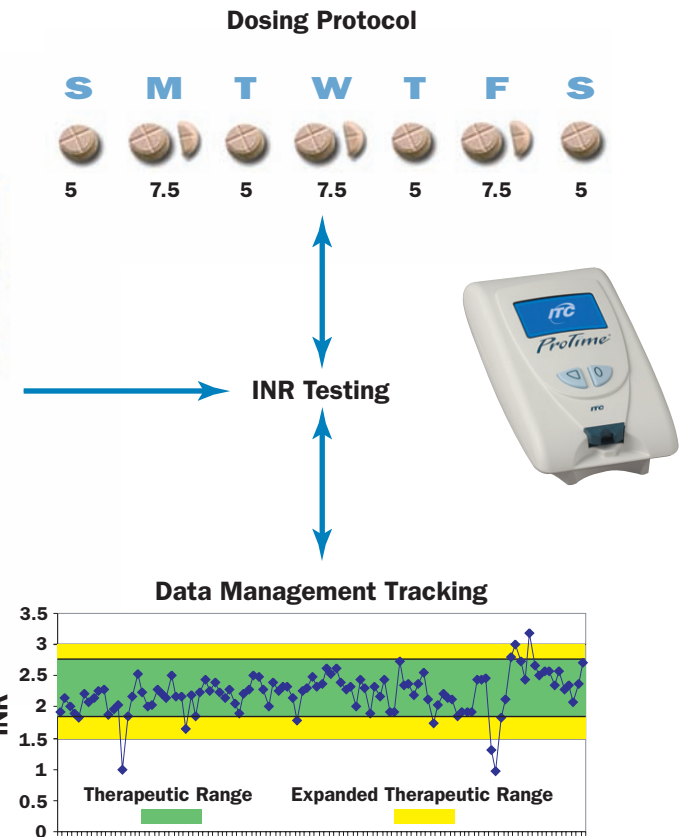 Dosing Protocol
S M T W T F S
5 7.5 5 7.5 5 7.5 5
ITC
ProTime
ITC
INR Testing
Data Management Tracking
INR
3.5
3
2.5
2
1.5
1
0.5
0
Therapeutic Range Expanded Therapeutic Range